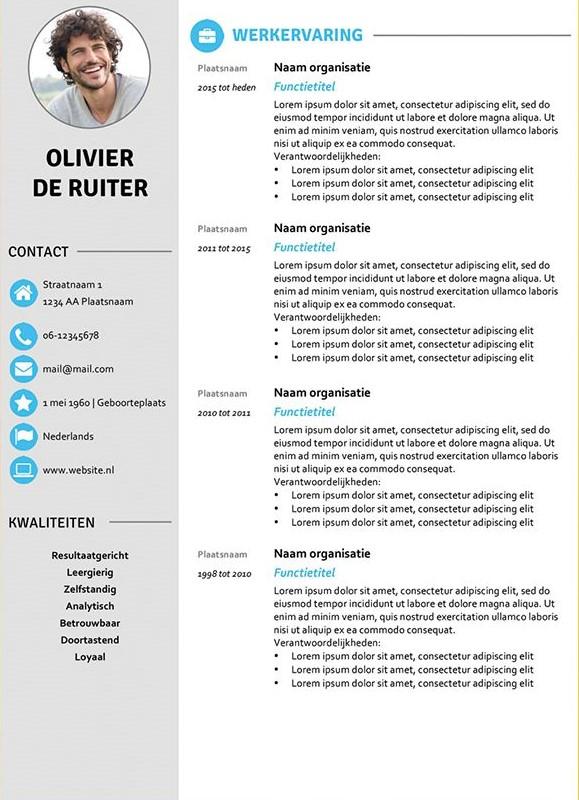 OLIVIER
DE RUITER
CONTACT
Straatnaam 1
1234 AA Plaatsnaam
06-12345678
mail@mail.com
1 mei 1960 | Geboorteplaats
Nederlands
www.website.nl
KWALITEITEN
Resultaatgericht
Leergierig
Zelfstandig
Analytisch
Betrouwbaar
Doortastend
Loyaal
WERKERVARING
Plaatsnaam
Naam organisatie
2015 tot heden
Functietitel
Lorem ipsum dolor sit amet, consectetur adipiscing elit, sed do
eiusmod tempor incididunt ut labore et dolore magna aliqua. Ut
enim ad minim veniam, quis nostrud exercitation ullamco laboris
nisi ut aliquip ex ea commodo consequat.
Verantwoordelijkheden:
• Lorem ipsum dolor sit amet, consectetur adipiscing elit
• Lorem ipsum dolor sit amet, consectetur adipiscing elit
• Lorem ipsum dolor sit amet, consectetur adipiscing elit
Plaatsnaam
Naam organisatie
2011 tot 2015
Functietitel
Lorem ipsum dolor sit amet, consectetur adipiscing elit, sed do
eiusmod tempor incididunt ut labore et dolore magna aliqua. Ut
enim ad minim veniam, quis nostrud exercitation ullamco laboris
nisi ut aliquip ex ea commodo consequat.
Verantwoordelijkheden:
• Lorem ipsum dolor sit amet, consectetur adipiscing elit
• Lorem ipsum dolor sit amet, consectetur adipiscing elit
• Lorem ipsum dolor sit amet, consectetur adipiscing elit
Plaatsnaam
Naam organisatie
2010 tot 2011
Functietitel
Lorem ipsum dolor sit amet, consectetur adipiscing elit, sed do
eiusmod tempor incididunt ut labore et dolore magna aliqua. Ut
enim ad minim veniam, quis nostrud exercitation ullamco laboris
nisi ut aliquip ex ea commodo consequat.
Verantwoordelijkheden:
• Lorem ipsum dolor sit amet, consectetur adipiscing elit
• Lorem ipsum dolor sit amet, consectetur adipiscing elit
• Lorem ipsum dolor sit amet, consectetur adipiscing elit
Plaatsnaam
Naam organisatie
1998 tot 2010
Functietitel
Lorem ipsum dolor sit amet, consectetur adipiscing elit, sed do
eiusmod tempor incididunt ut labore et dolore magna aliqua. Ut
enim ad minim veniam, quis nostrud exercitation ullamco laboris
nisi ut aliquip ex ea commodo consequat.
Verantwoordelijkheden:
• Lorem ipsum dolor sit amet, consectetur adipiscing elit
• Lorem ipsum dolor sit amet, consectetur adipiscing elit
• Lorem ipsum dolor sit amet, consectetur adipiscing elit